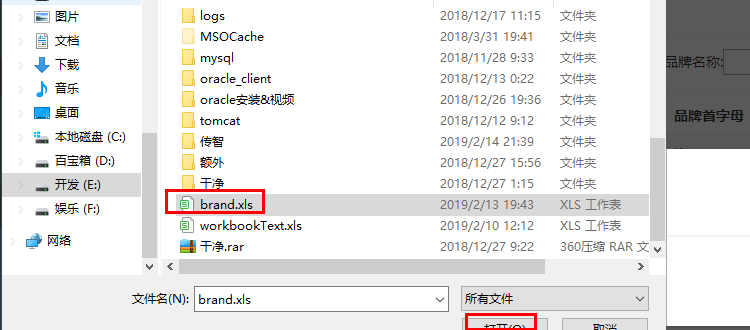 图片
文档
下载
音乐
桌面
本地磁盘 (C:)
百宝箱 (D:)
开发 (E:)
娱乐 (F:)
网络
logs 2018/12/17 11:15 文件夹
MSOCache 2018/3/31 19:41 文件夹
mysql 2018/11/28 9:33 文件夹
oracle_client 2018/12/13 0:22 文件夹
oracle安装&视频 2018/12/26 19:36 文件夹
tomcat 2018/12/12 9:12 文件夹
传智 2019/2/14 21:39 文件夹
额外 2018/12/27 15:56 文件夹
干净 2018/12/27 1:15 文件夹
brand.xls 2019/2/13 19:43 XLS 工作表
workbookText.xls 2019/2/10 12:12 XLS 工作表
干净.rar 2018/12/27 9:22 360压缩 RAR 文
文件名(N): brand.xls 所有文件
打开(O) 取消
品牌名称:
品牌首字母